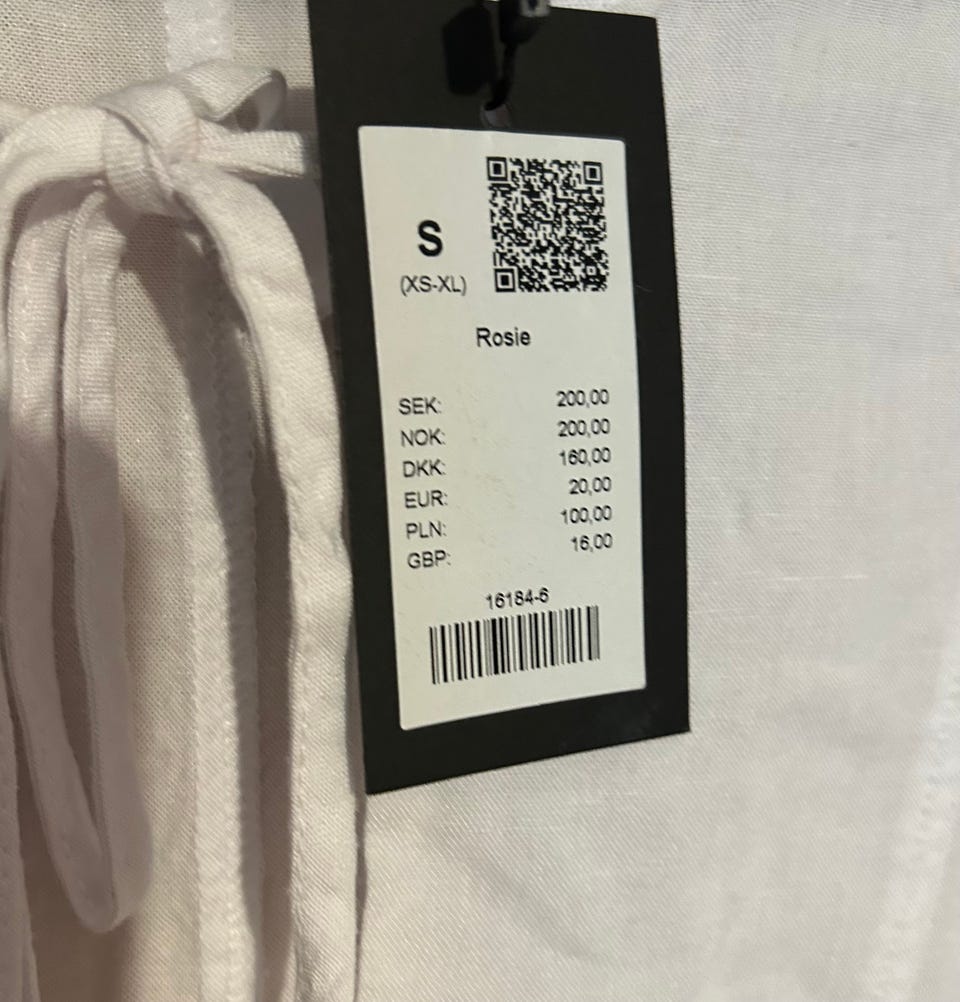 S
(XS-XL)
Rosie
SEK: 200,00
NOK: 200,00
DKK: 160,00
EUR: 20,00
PLN: 100,00
GBP: 16,00
16184-6